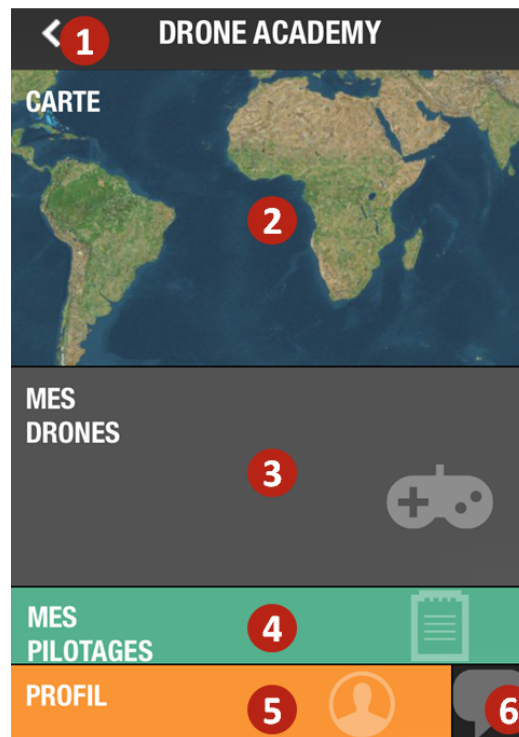 1 DRONE ACADEMY
CARTE
2
MES
DRONES
3
MES
PILOTAGES
4
PROFIL
5
6